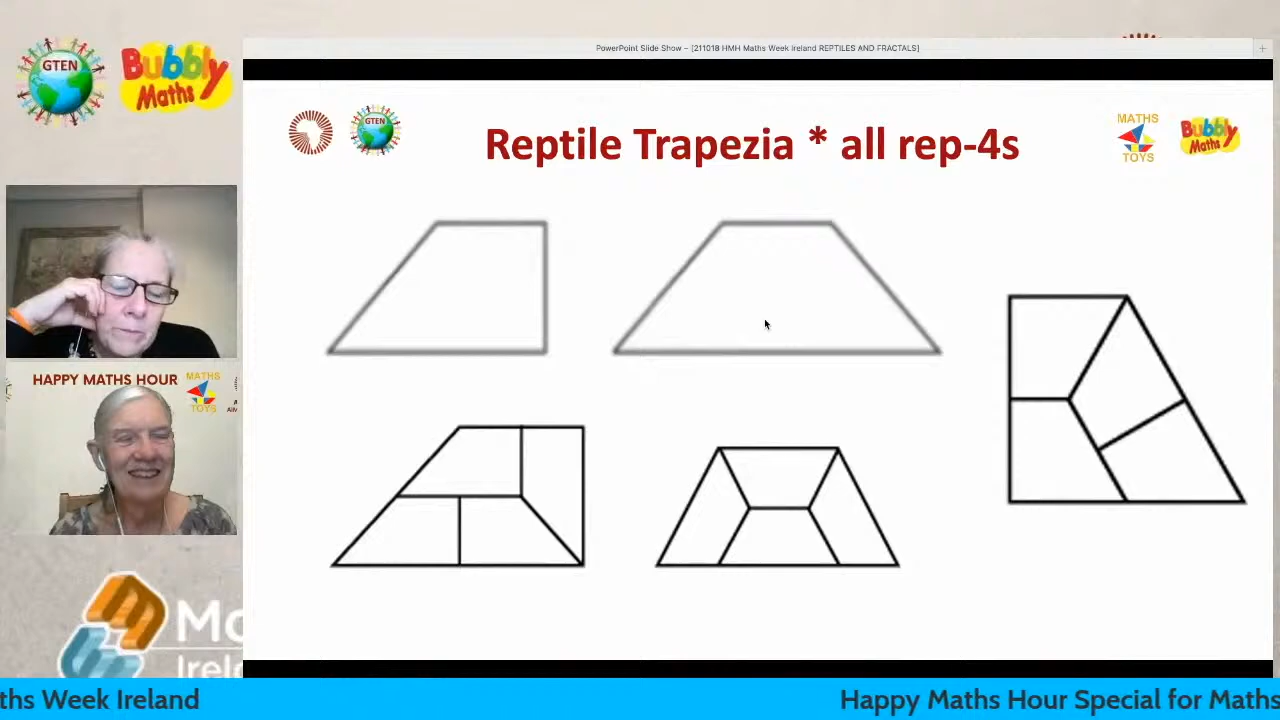 PowerPoint Slide Show – [211018 HMH Maths Week Ireland REPTILES AND FRACTALS]
GTEN
Bubbly
Maths
GTEN
Reptile Trapezia * all rep-4s
MATHS
TOYS
Bubbly
Maths
HAPPY MATHS HOUR
MATHS
TOYS
Ma
Irel
ths Week Ireland
Happy Maths Hour Special for Maths